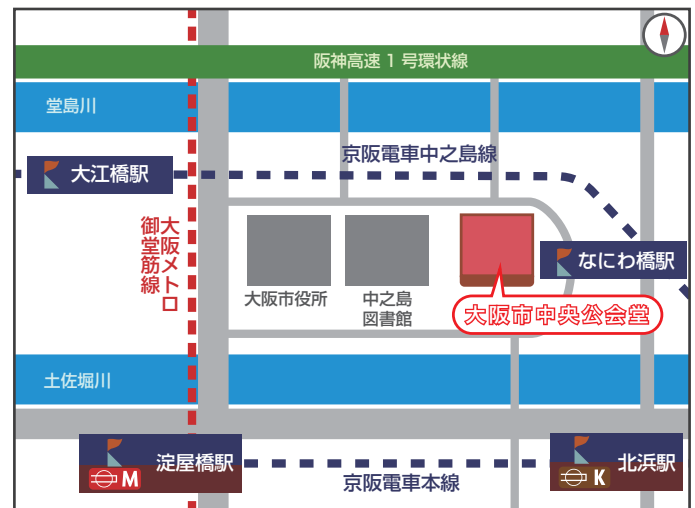 阪神高速1号環状線
堂島川
京阪電車中之島線
大江橋駅
大阪メトロ
御堂筋線
なにわ橋駅
大阪市役所
中之島
図書館
大阪市中央公会堂
土佐堀川
淀屋橋駅
M
京阪電車本線
北浜駅
K